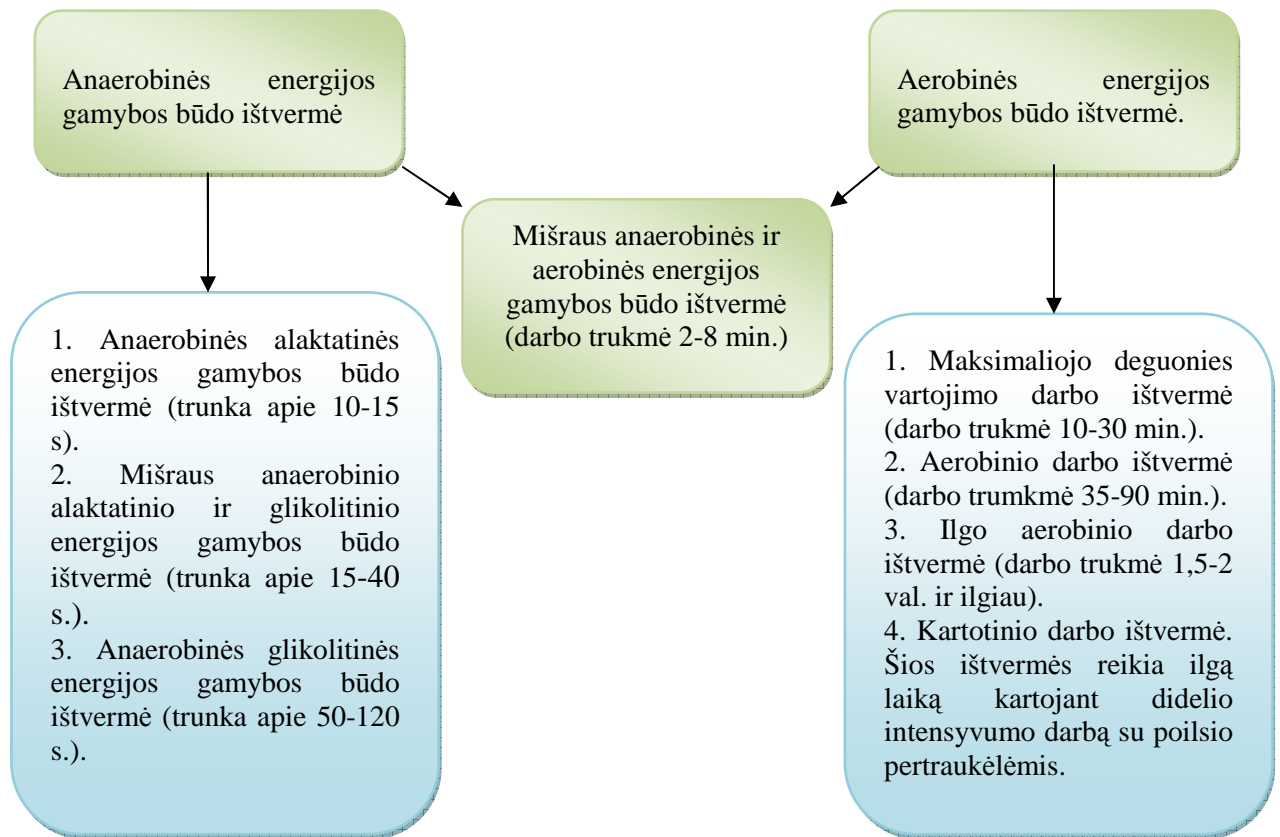 Anaerobinės energijos
gamybos būdo ištvermė
Aerobinės energijos
gamybos būdo ištvermė.
Mišraus anaerobinės ir
aerobinės energijos
gamybos būdo ištvermė
(darbo trukmė 2-8 min.)
1. Anaerobinės alaktatinės
energijos gamybos būdo
ištvermė (trunka apie 10-15
s).
2. Mišraus anaerobinio
alaktatinio ir glikolitinio
energijos gamybos būdo
ištvermė (trunka apie 15-40
s.).
3. Anaerobinės glikolitinės
energijos gamybos būdo
ištvermė (trunka apie 50-120
s.).
1. Maksimaliojo deguonies
vartojimo darbo ištvermė
(darbo trukmė 10-30 min.).
2. Aerobinio darbo ištvermė
(darbo trumkmė 35-90 min.).
3. Ilgo aerobinio darbo
ištvermė (darbo trukmė 1,5-2
val. ir ilgiau).
4. Kartotinio darbo ištvermė.
Šios ištvermės reikia ilgą
laiką kartojant didelio
intensyvumo darbą su poilsio
pertraukėlėmis.